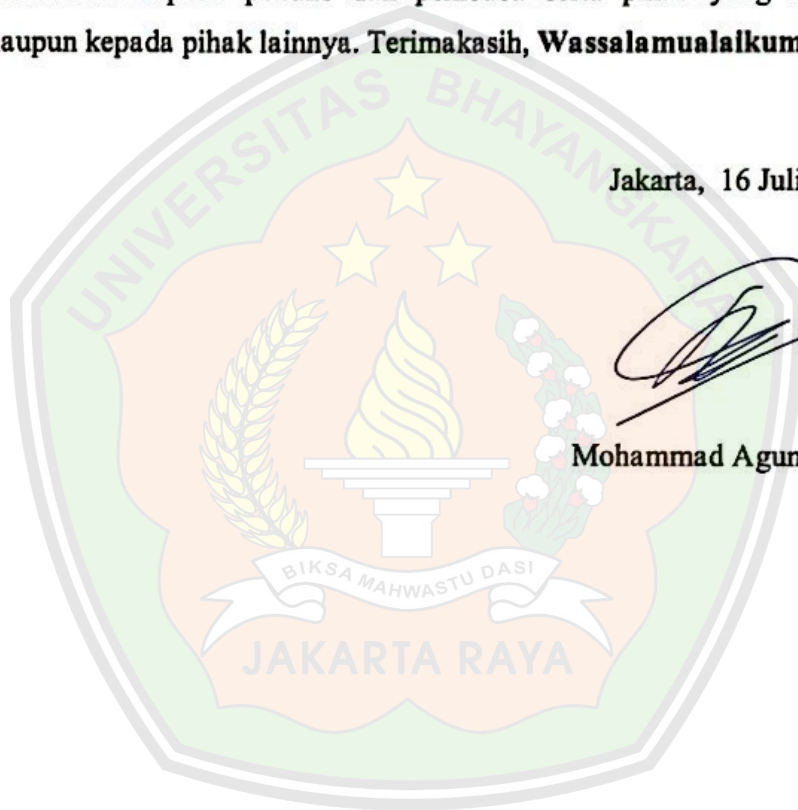 aupun kepada pihak lainnya. Terimakasih, Wassalamualaikum
Jakarta, 16 Juli
Mohammad Agun
UNIVERSITAS BHAYANGKARA
BIKSA MAHWASTU DASI
JAKARTA RAYA